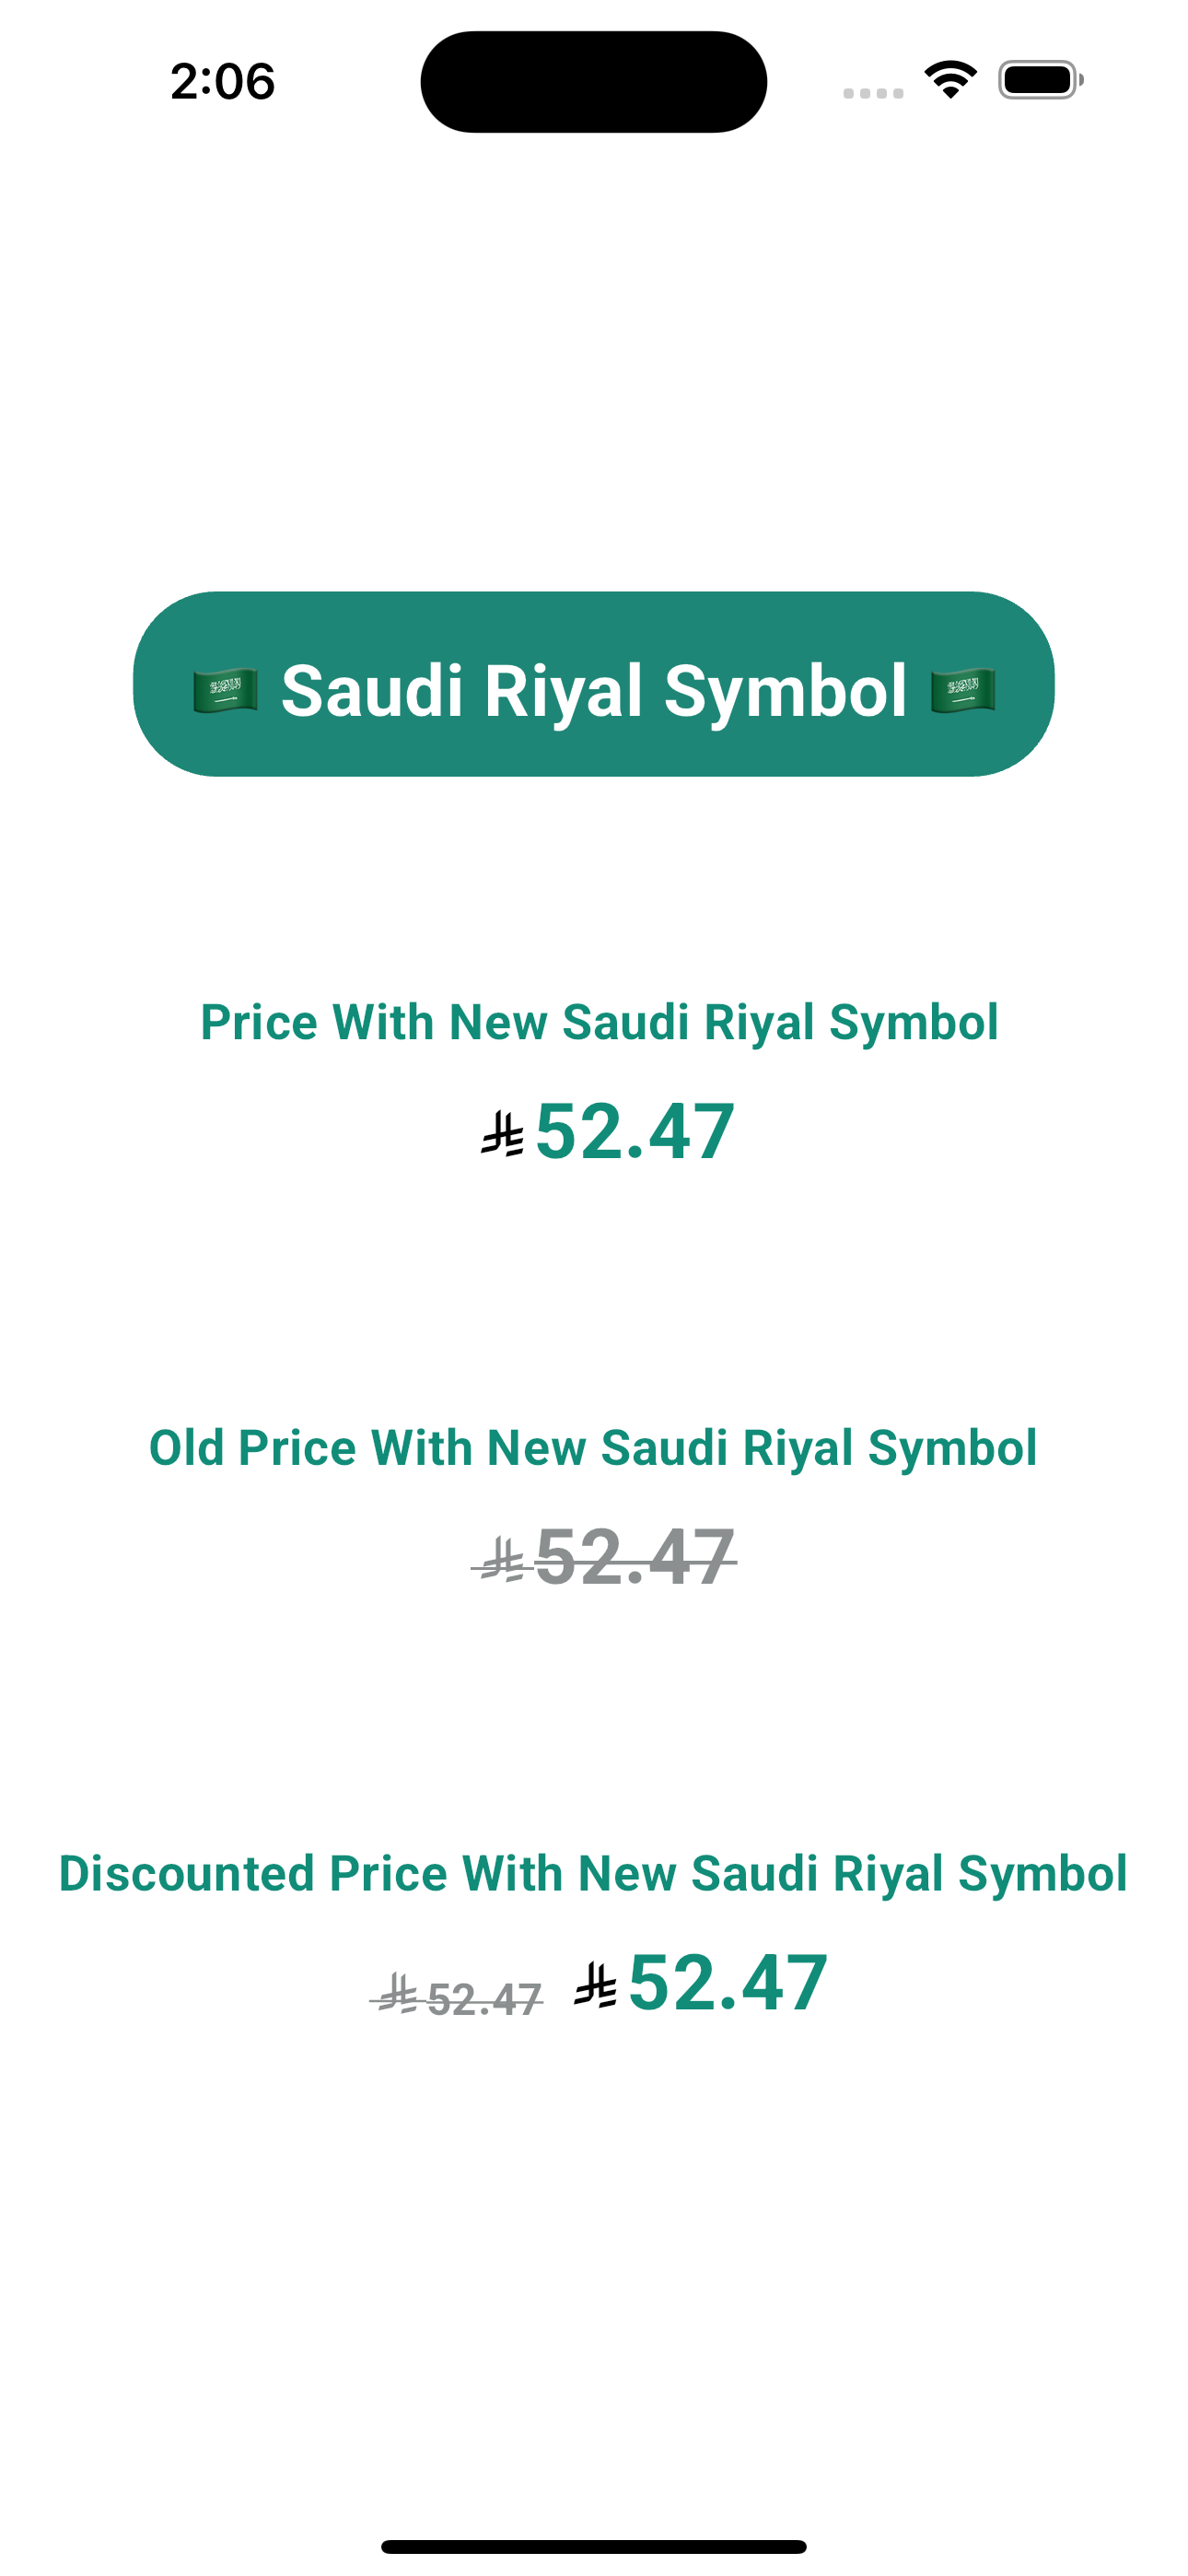 2:06
🇸🇦 Saudi Riyal Symbol 🇸🇦
Price With New Saudi Riyal Symbol
⃁ 52.47
Old Price With New Saudi Riyal Symbol
⃁ 52.47
Discounted Price With New Saudi Riyal Symbol
⃁ 52.47 ⃁ 52.47